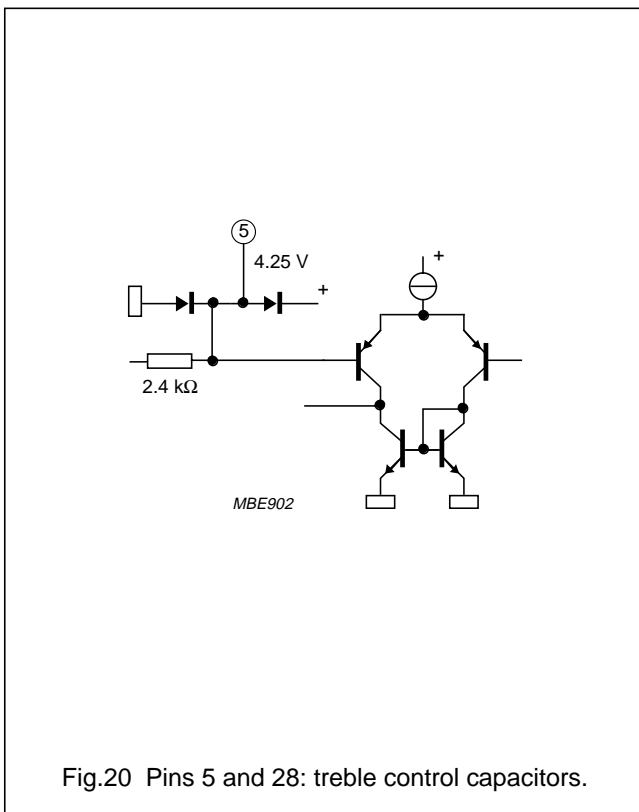 5
4.25 V
+
+
2.4 kΩ
MBE902
Fig.20 Pins 5 and 28: treble control capacitors.